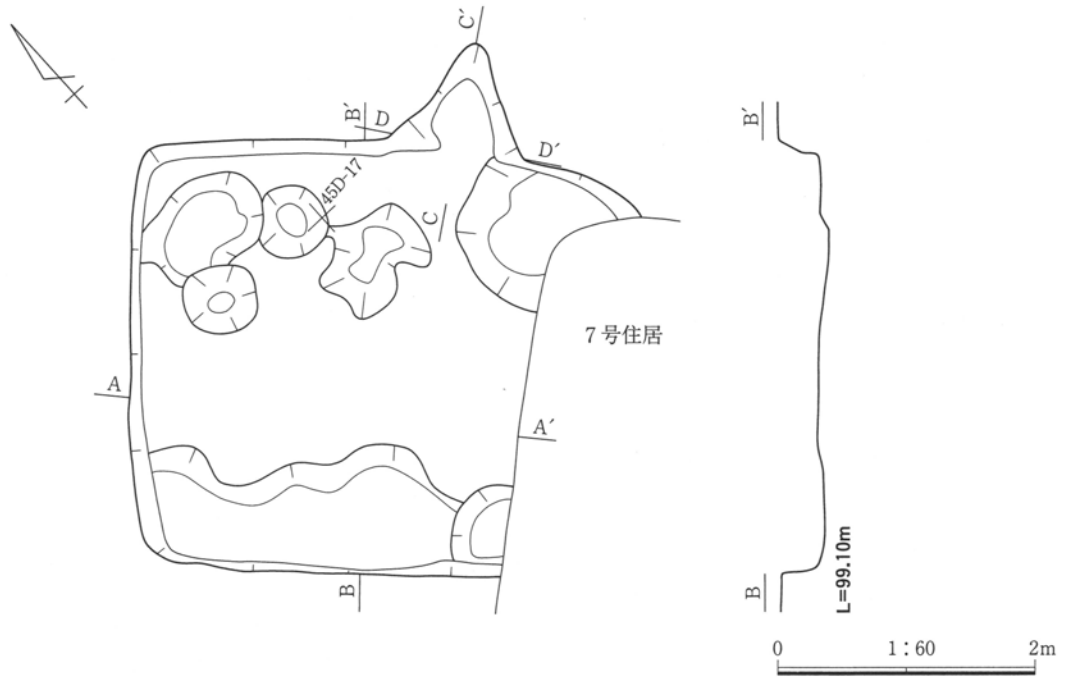 C′
B′
D
D′
45D-17
C
7号住居
A
A′
B
B′
B
L=99.10m
0 1:60 2m